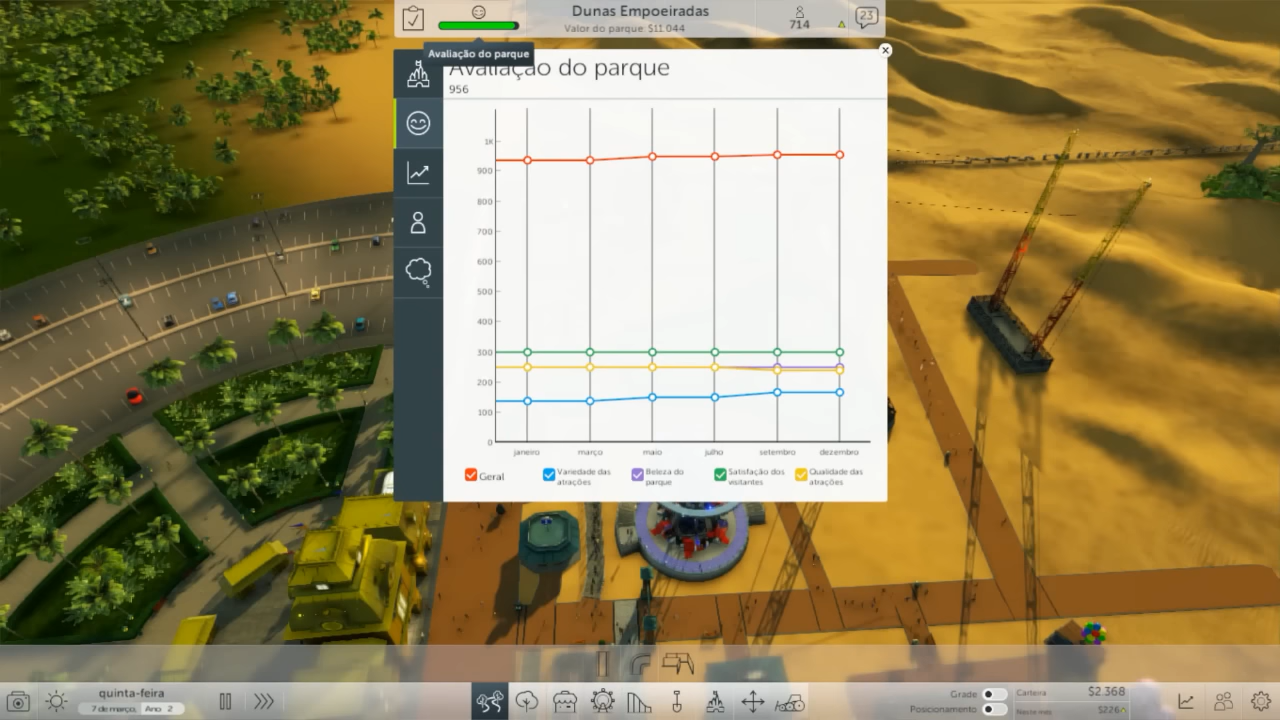 Dunas Empoeiradas
Valor do parque: $11.044
714
23
Avaliação do parque
Avaliação do parque
956
1K
900
800
700
600
500
400
300
200
100
0
janeiro março maio julho setembro dezembro
Geral
Variedade das
atrações
Beleza do
parque
Satisfação dos
visitantes
Qualidade das
atrações
quinta-feira
7 de março, Ano 2
Grade
Posicionamento
Carteira $2.368
Neste mês $226